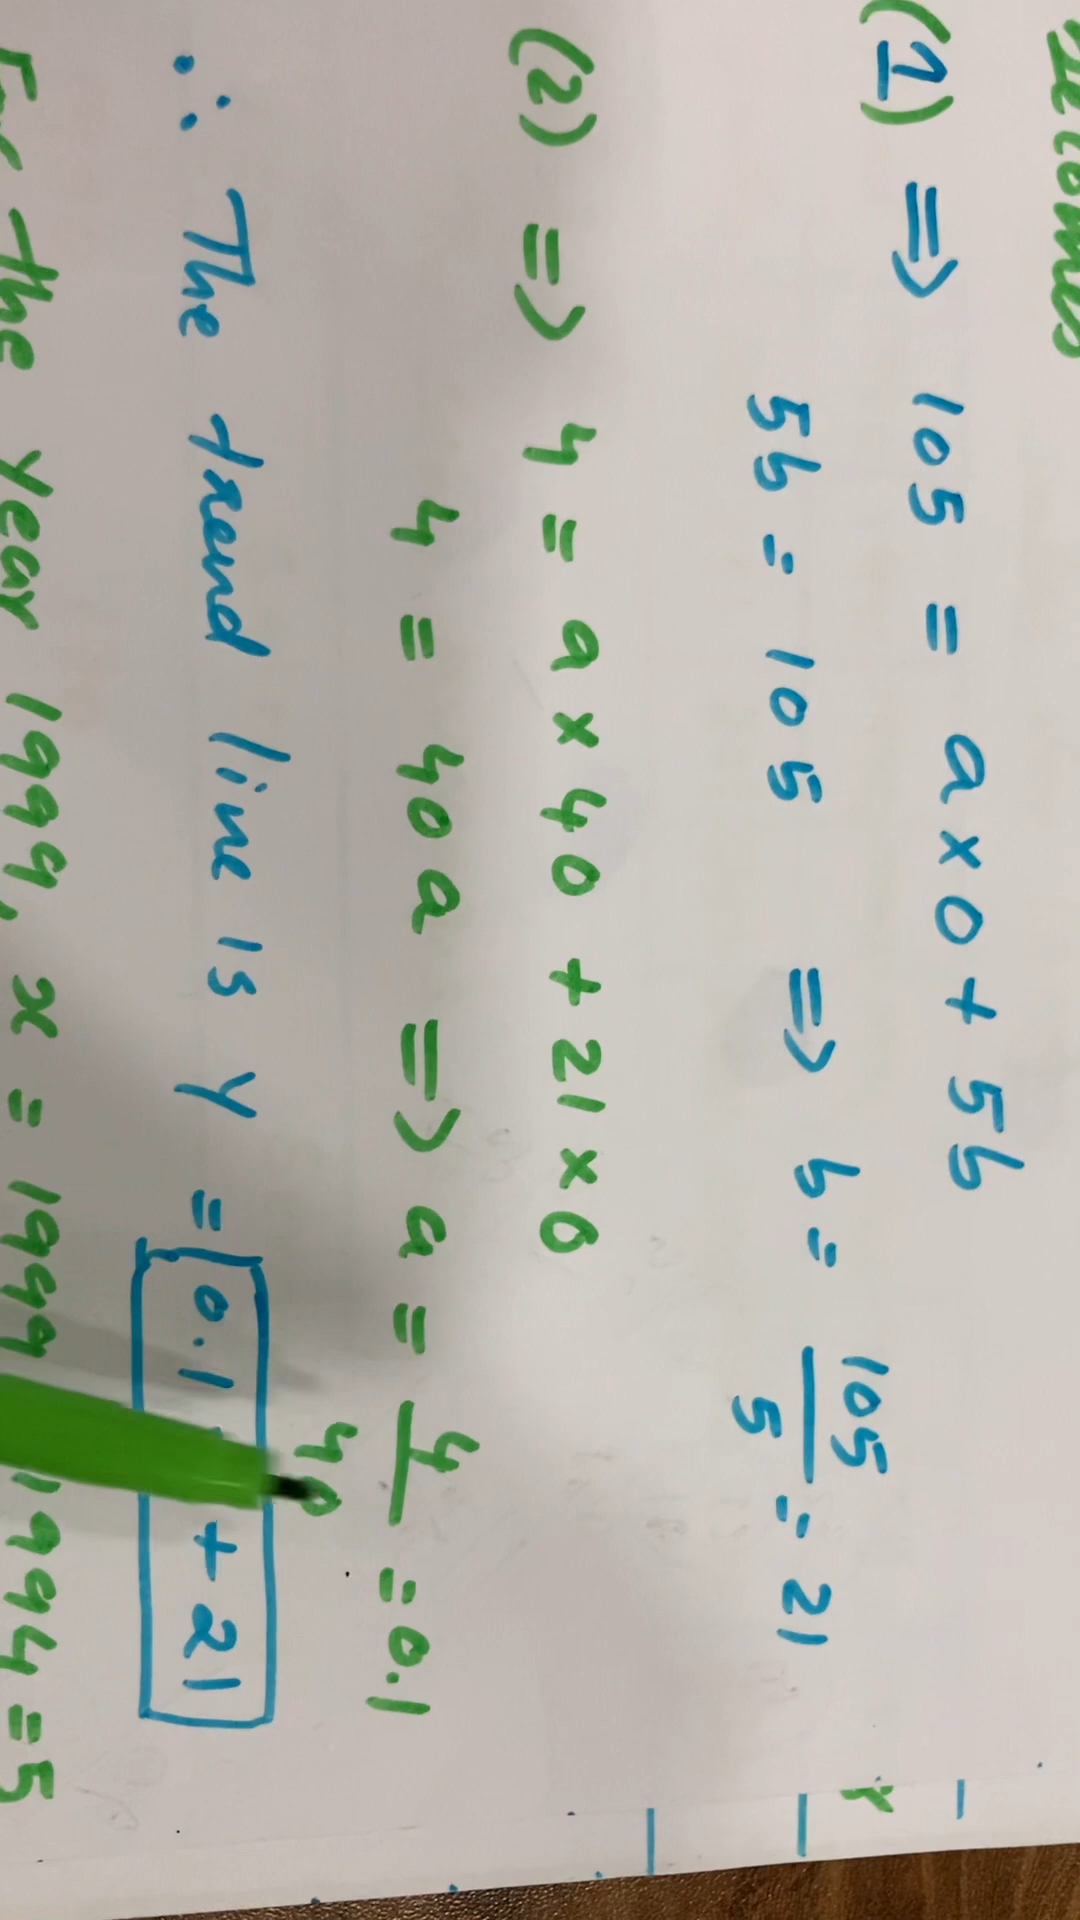 (1) ⇒ 105 = a × 0 + 5b
5b = 105 ⇒ b = 105/5 = 21
(2) ⇒ 4 = a × 40 + 21 × 0
4 = 40a ⇒ a = 4/40 = 0.1
∴ The trend line is Y = 0.1 + 21
the year 1999, x = 1999 1994 = 5
Y